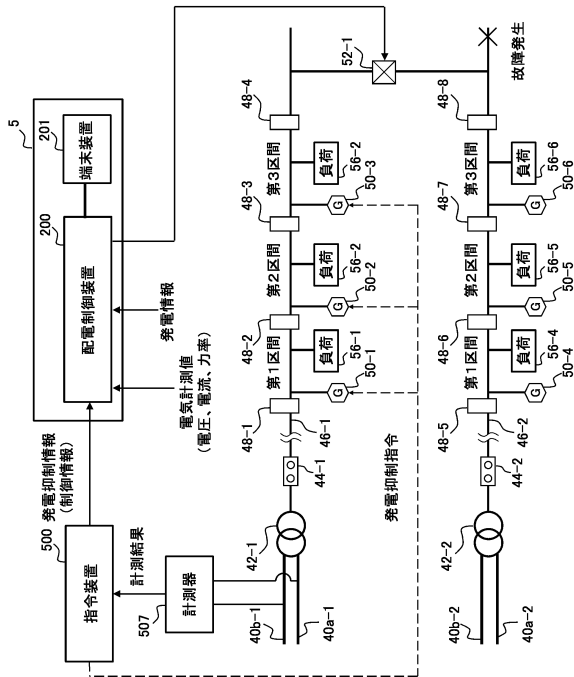 5
200
201
配電制御装置
端末装置
500
指令装置
発電抑制情報
(制御情報)
電気計測値
(電圧、電流、力率)
発電情報
計測結果
507
計測器
40b-1
40a-1
42-1
44-1
46-1
48-1
第1区間
48-2
第2区間
48-3
第3区間
48-4
52-1
負荷
56-1
負荷
56-2
負荷
56-2
G
50-1
G
50-2
G
50-3
発電抑制指令
40b-2
40a-2
42-2
44-2
46-2
48-5
第1区間
48-6
第2区間
48-7
第3区間
48-8
故障発生
負荷
56-4
負荷
56-5
負荷
56-6
G
50-4
G
50-5
G
50-6